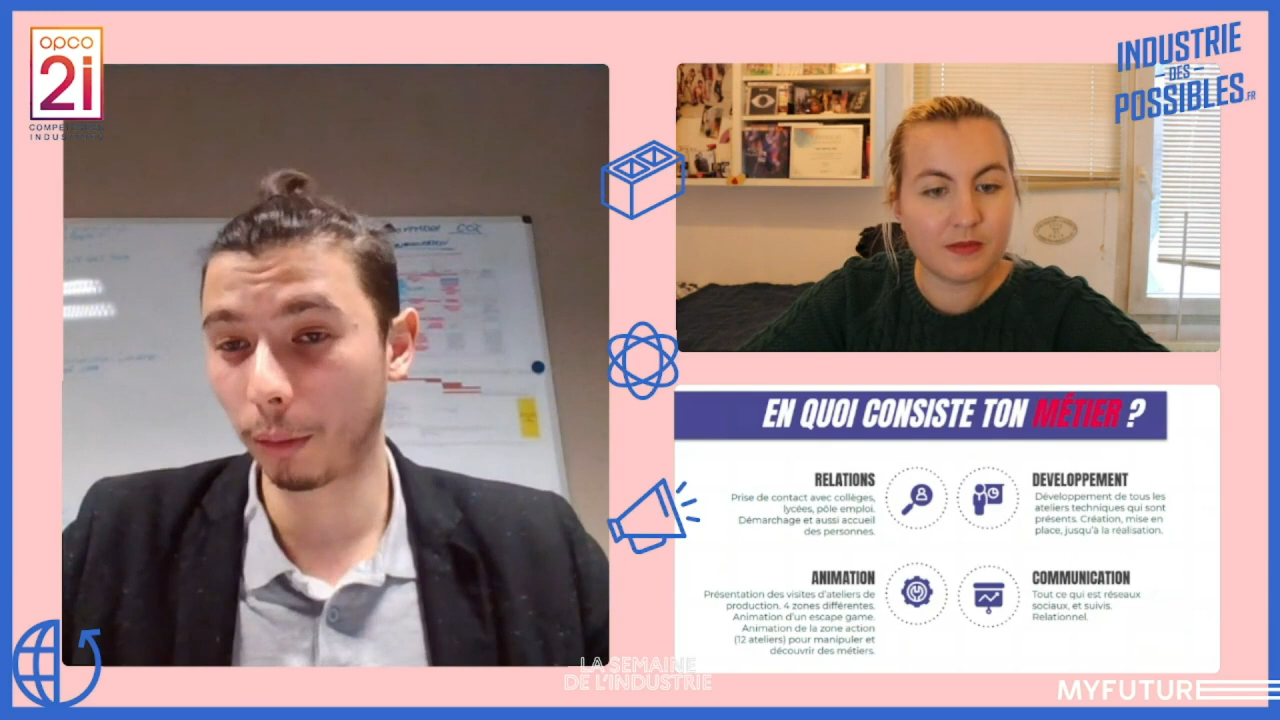 opco
2i
INDUSTRIE
DES
POSSIBLES.FR
EN QUOI CONSISTE TON MÉTIER ?
RELATIONS
Prise de contact avec collèges,
lycées, pôle emploi.
Démarchage et aussi accueil
des personnes.
DEVELOPPEMENT
Développement de tous les
ateliers techniques qui sont
présents. Création, mise en
place, jusqu'à la réalisation.
ANIMATION
Présentation des visites d'ateliers de
production. 4 zones différentes.
Animation d'un escape game.
Animation de la zone action
(12 ateliers) pour manipuler et
découvrir des métiers.
COMMUNICATION
Tout ce qui est réseaux
sociaux, et suivis.
Relationnel.
LA SEMAINE
DE L'INDUSTRIE
MYFUTURE